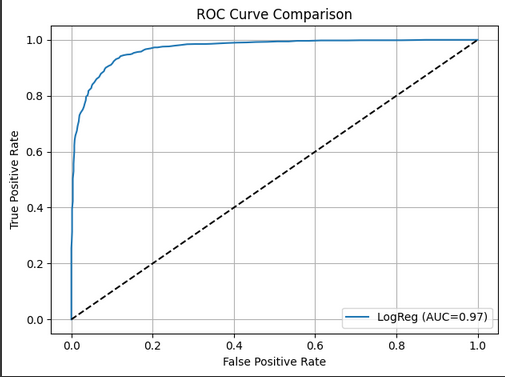 ROC Curve Comparison
1.0
0.8
0.6
0.4
0.2
0.0
True Positive Rate
LogReg (AUC=0.97)
0.0 0.2 0.4 0.6 0.8 1.0
False Positive Rate